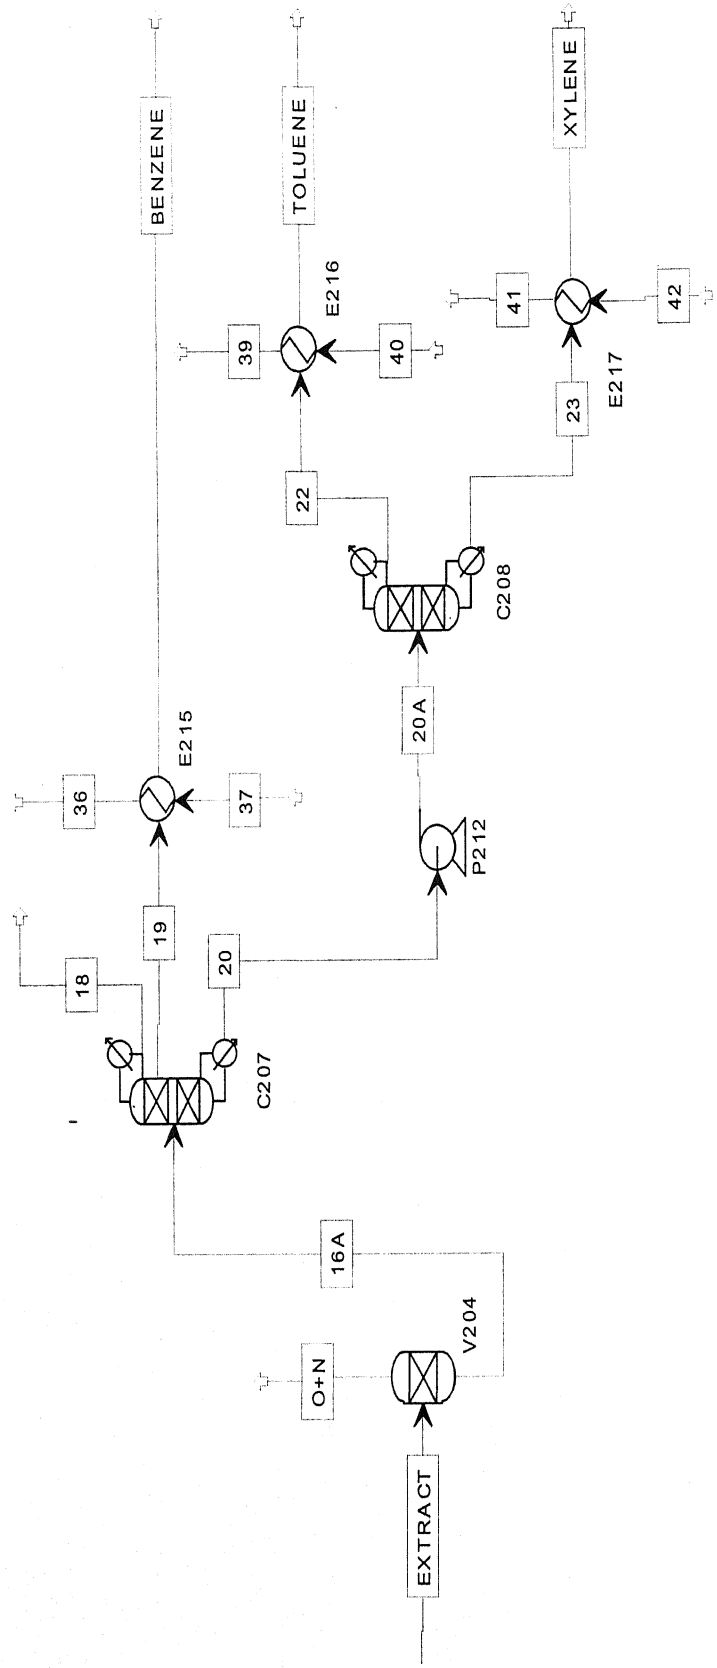 EXTRACT
O+N
V204
16A
C207
18
19
20
36
37
E215
P212
20A
C208
22
23
39
40
E216
41
42
E217
BENZENE
TOLUENE
XYLENE